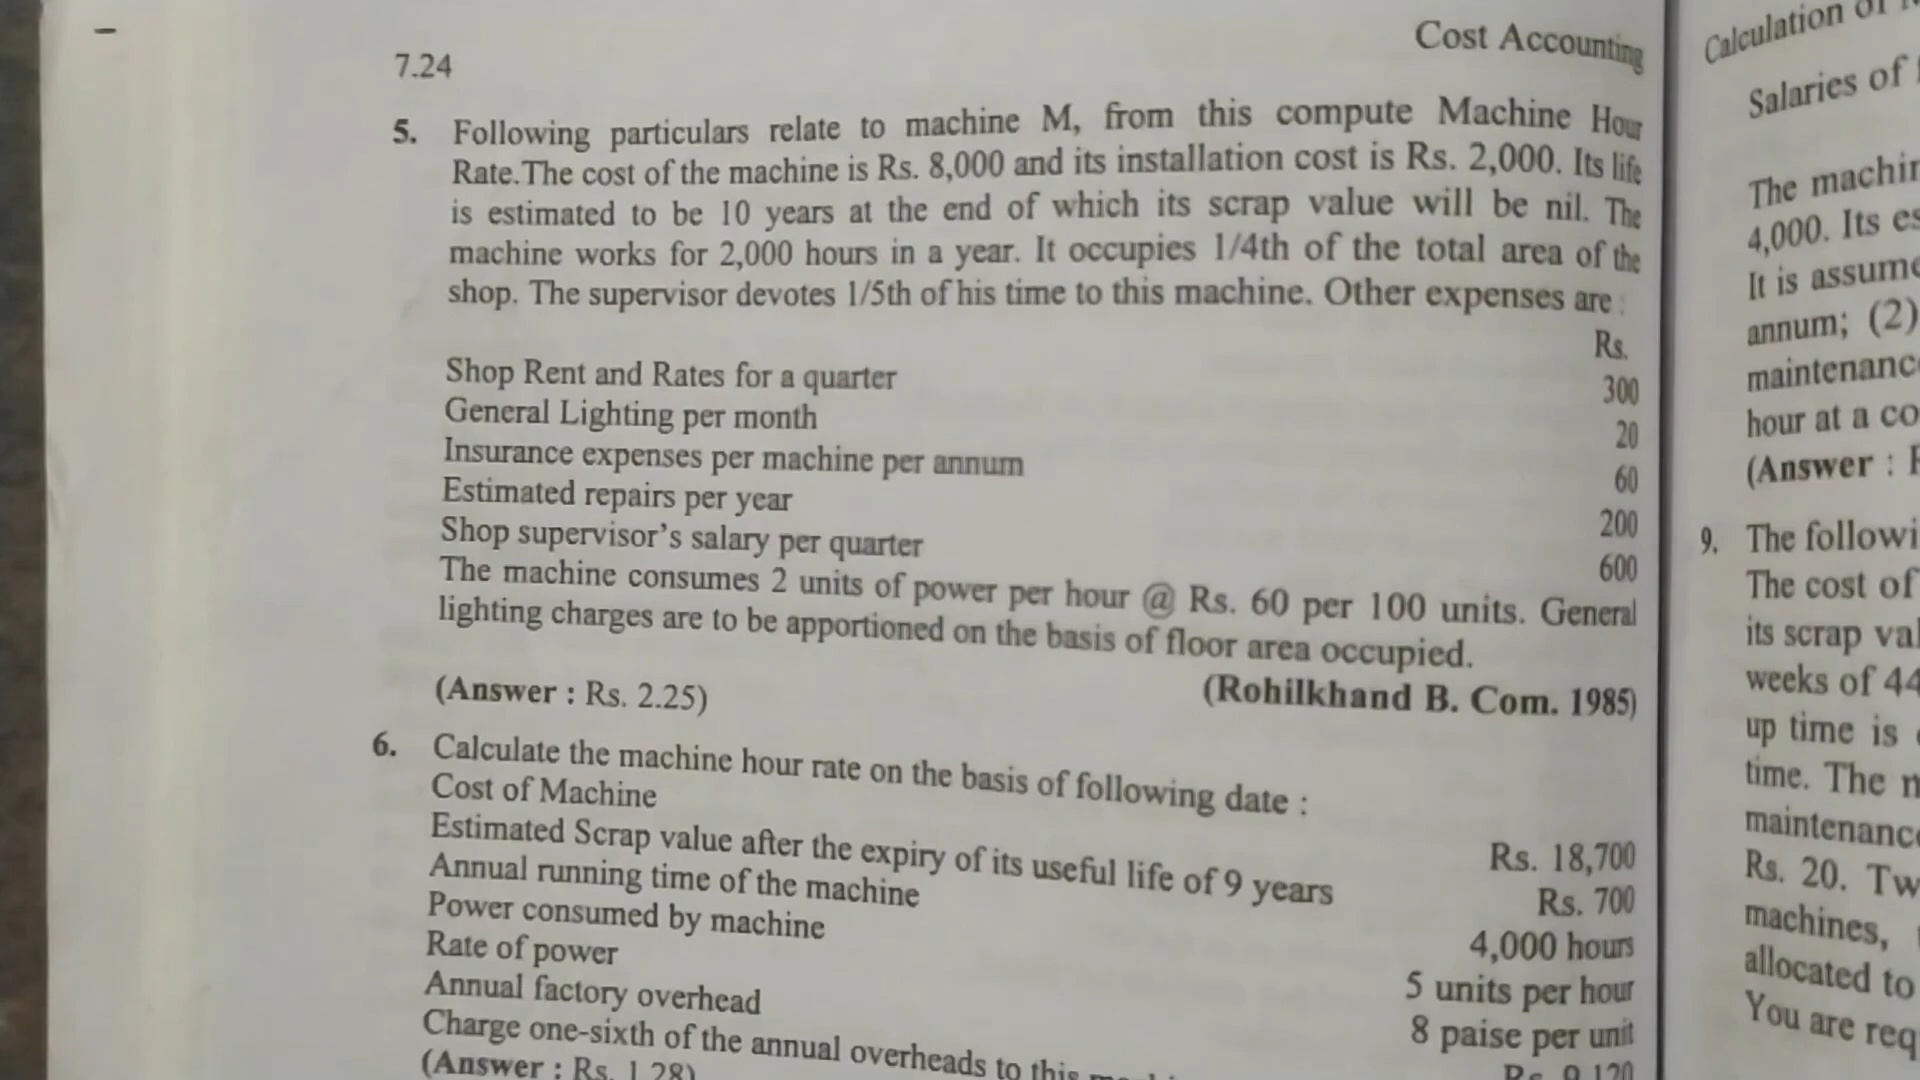 7.24
Cost Accounting
5. Following particulars relate to machine M, from this compute Machine Hour
Rate.The cost of the machine is Rs. 8,000 and its installation cost is Rs. 2,000. Its life
is estimated to be 10 years at the end of which its scrap value will be nil. The
machine works for 2,000 hours in a year. It occupies 1/4th of the total area of the
shop. The supervisor devotes 1/5th of his time to this machine. Other expenses are :
Rs.
Shop Rent and Rates for a quarter 300
General Lighting per month 20
Insurance expenses per machine per annum 60
Estimated repairs per year 200
Shop supervisor's salary per quarter 600
The machine consumes 2 units of power per hour @ Rs. 60 per 100 units. General
lighting charges are to be apportioned on the basis of floor area occupied.
(Answer : Rs. 2.25) (Rohilkhand B. Com. 1985)
6. Calculate the machine hour rate on the basis of following date :
Cost of Machine Rs. 18,700
Estimated Scrap value after the expiry of its useful life of 9 years Rs. 700
Annual running time of the machine 4,000 hours
Power consumed by machine 5 units per hour
Rate of power 8 paise per unit
Annual factory overhead Rs. 9,120
Charge one-sixth of the annual overheads to this
(Answer : Rs. 1.28)
Calculation of
Salaries of
The
4,000. Its
It is
annum; (2)
hour at a
(Answer :
9. The
The cost of
its scrap
weeks of 44
up time is
time. The
Rs. 20.
machines,
allocated to
You are